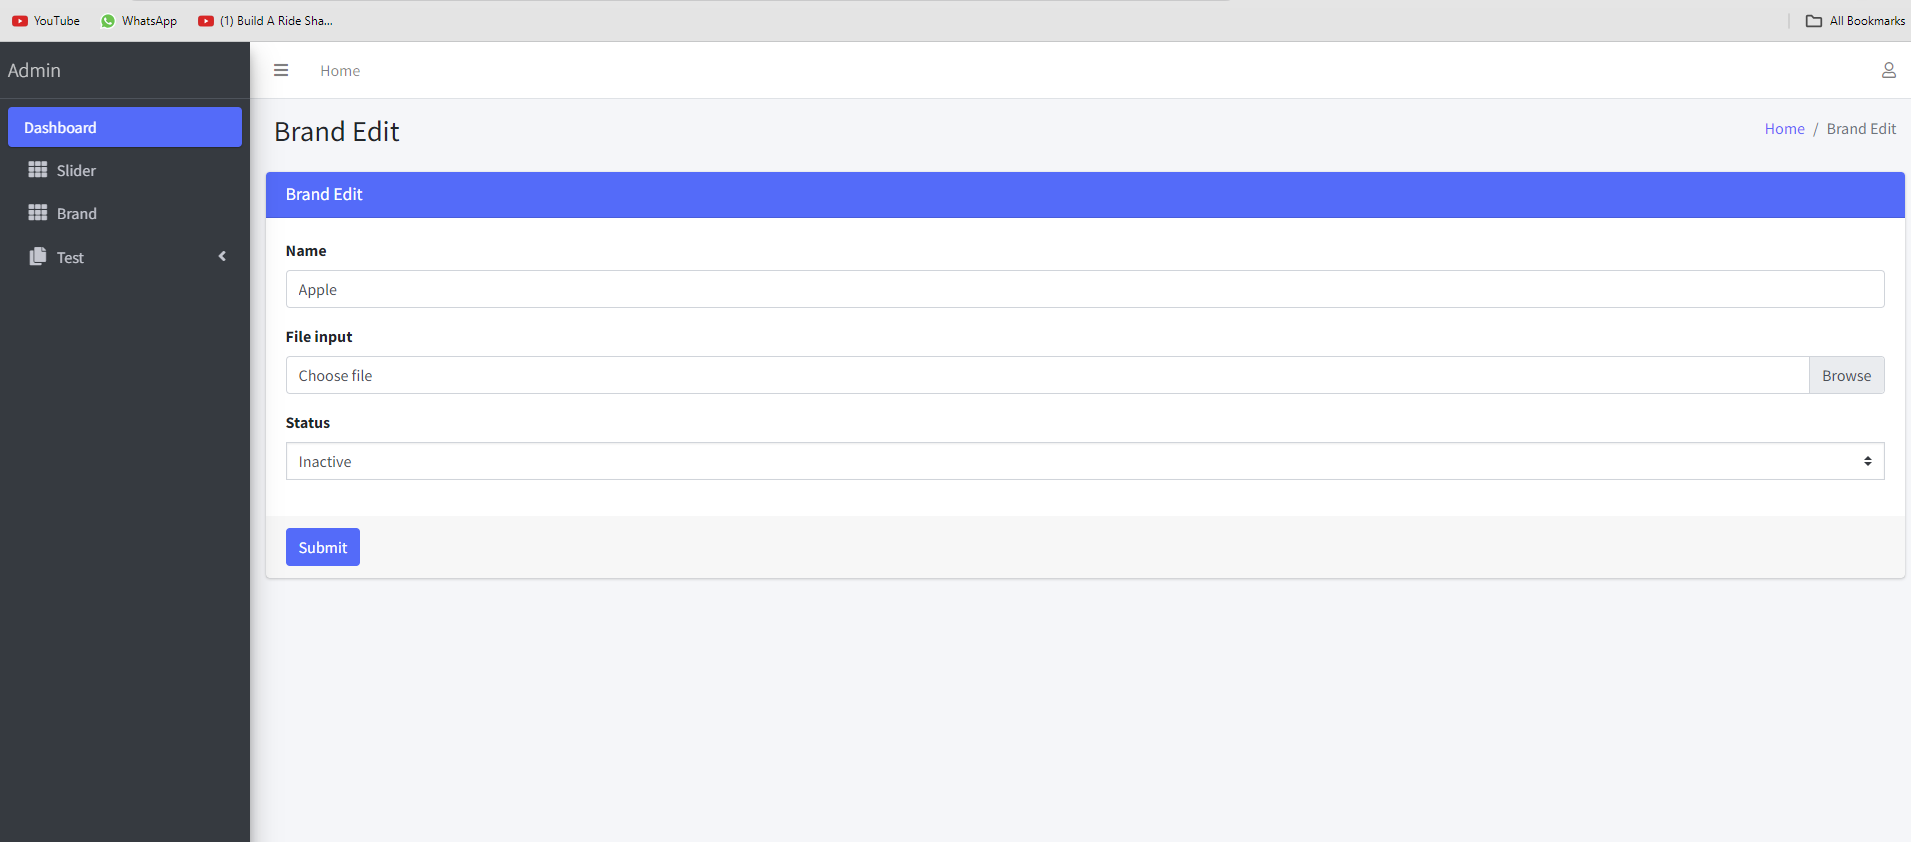 YouTube WhatsApp (1) Build A Ride Sha... All Bookmarks
Admin
Home
Dashboard
Slider
Brand
Test
Brand Edit
Home / Brand Edit
Brand Edit
Name
Apple
File input
Choose file Browse
Status
Inactive
Submit